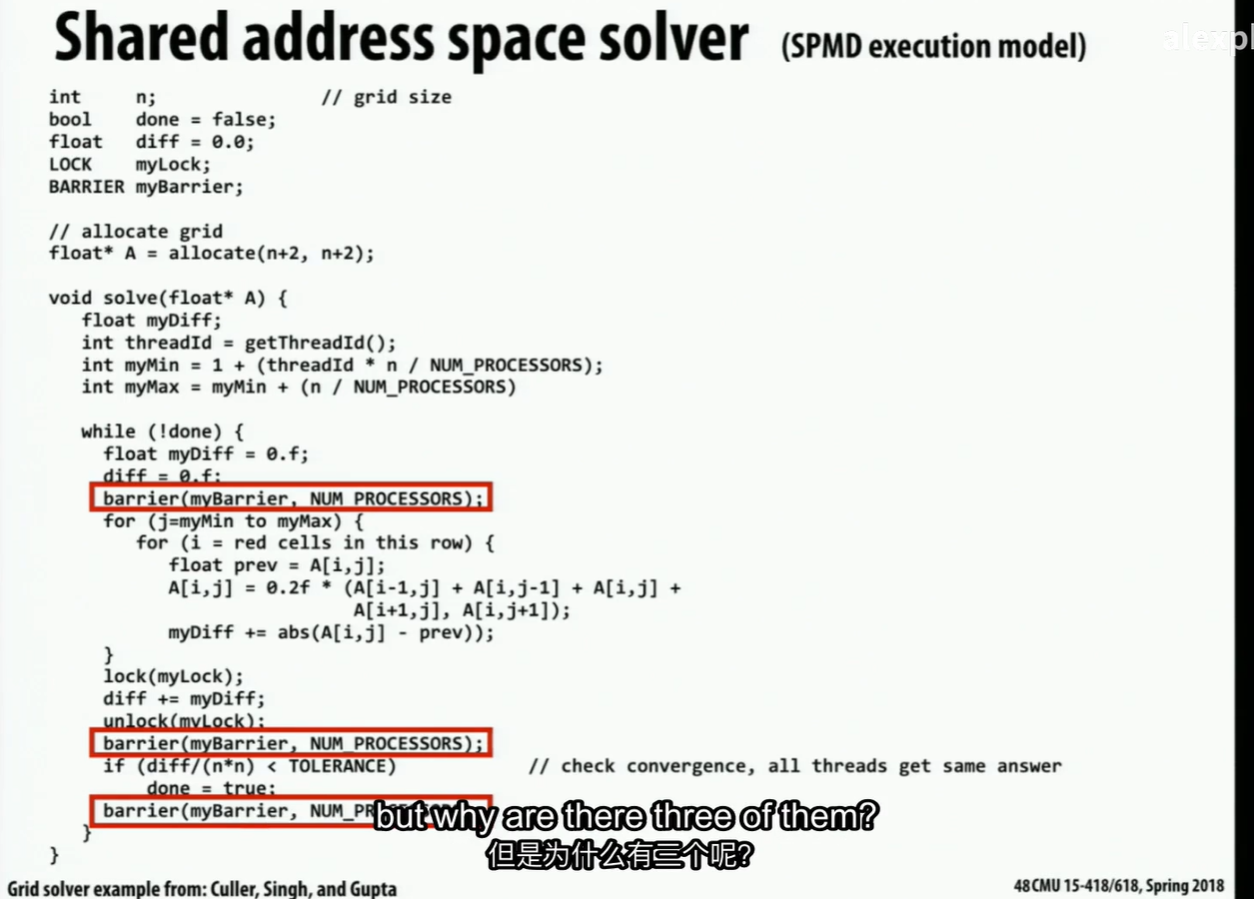 Shared address space solver (SPMD execution model)
int n; // grid size
bool done = false;
float diff = 0.0;
LOCK myLock;
BARRIER myBarrier;
// allocate grid
float* A = allocate(n+2, n+2);
void solve(float* A) {
float myDiff;
int threadId = getThreadId();
int myMin = 1 + (threadId * n / NUM_PROCESSORS);
int myMax = myMin + (n / NUM_PROCESSORS)
while (!done) {
float myDiff = 0.f;
diff = 0.f;
barrier(myBarrier, NUM_PROCESSORS);
for (j=myMin to myMax) {
for (i = red cells in this row) {
float prev = A[i,j];
A[i,j] = 0.2f * (A[i-1,j] + A[i,j-1] + A[i,j] +
A[i+1,j], A[i,j+1]);
myDiff += abs(A[i,j] - prev));
}
lock(myLock);
diff += myDiff;
unlock(myLock);
barrier(myBarrier, NUM_PROCESSORS);
if (diff/(n*n) < TOLERANCE) // check convergence, all threads get same answer
done = true;
barrier(myBarrier,
but why are there three of them?
}
但是为什么有三个呢?
}
Grid solver example from: Culler, Singh, and Gupta
48 CMU 15-418/618, Spring 2018